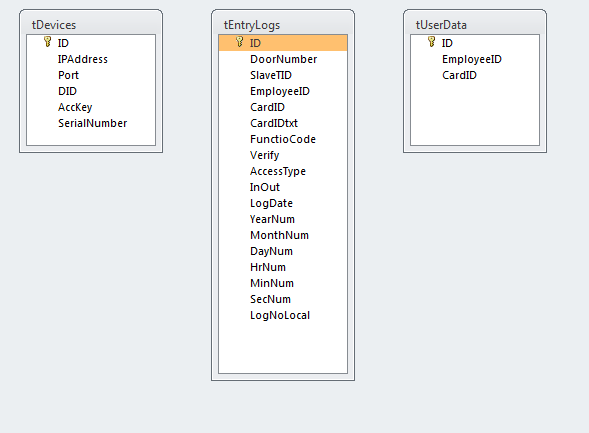 tDevices
ID
IPAddress
Port
DID
AccKey
SerialNumber
tEntryLogs
ID
DoorNumber
SlaveTID
EmployeeID
CardID
CardIDtxt
FunctioCode
Verify
AccessType
InOut
LogDate
YearNum
MonthNum
DayNum
HrNum
MinNum
SecNum
LogNoLocal
tUserData
ID
EmployeeID
CardID